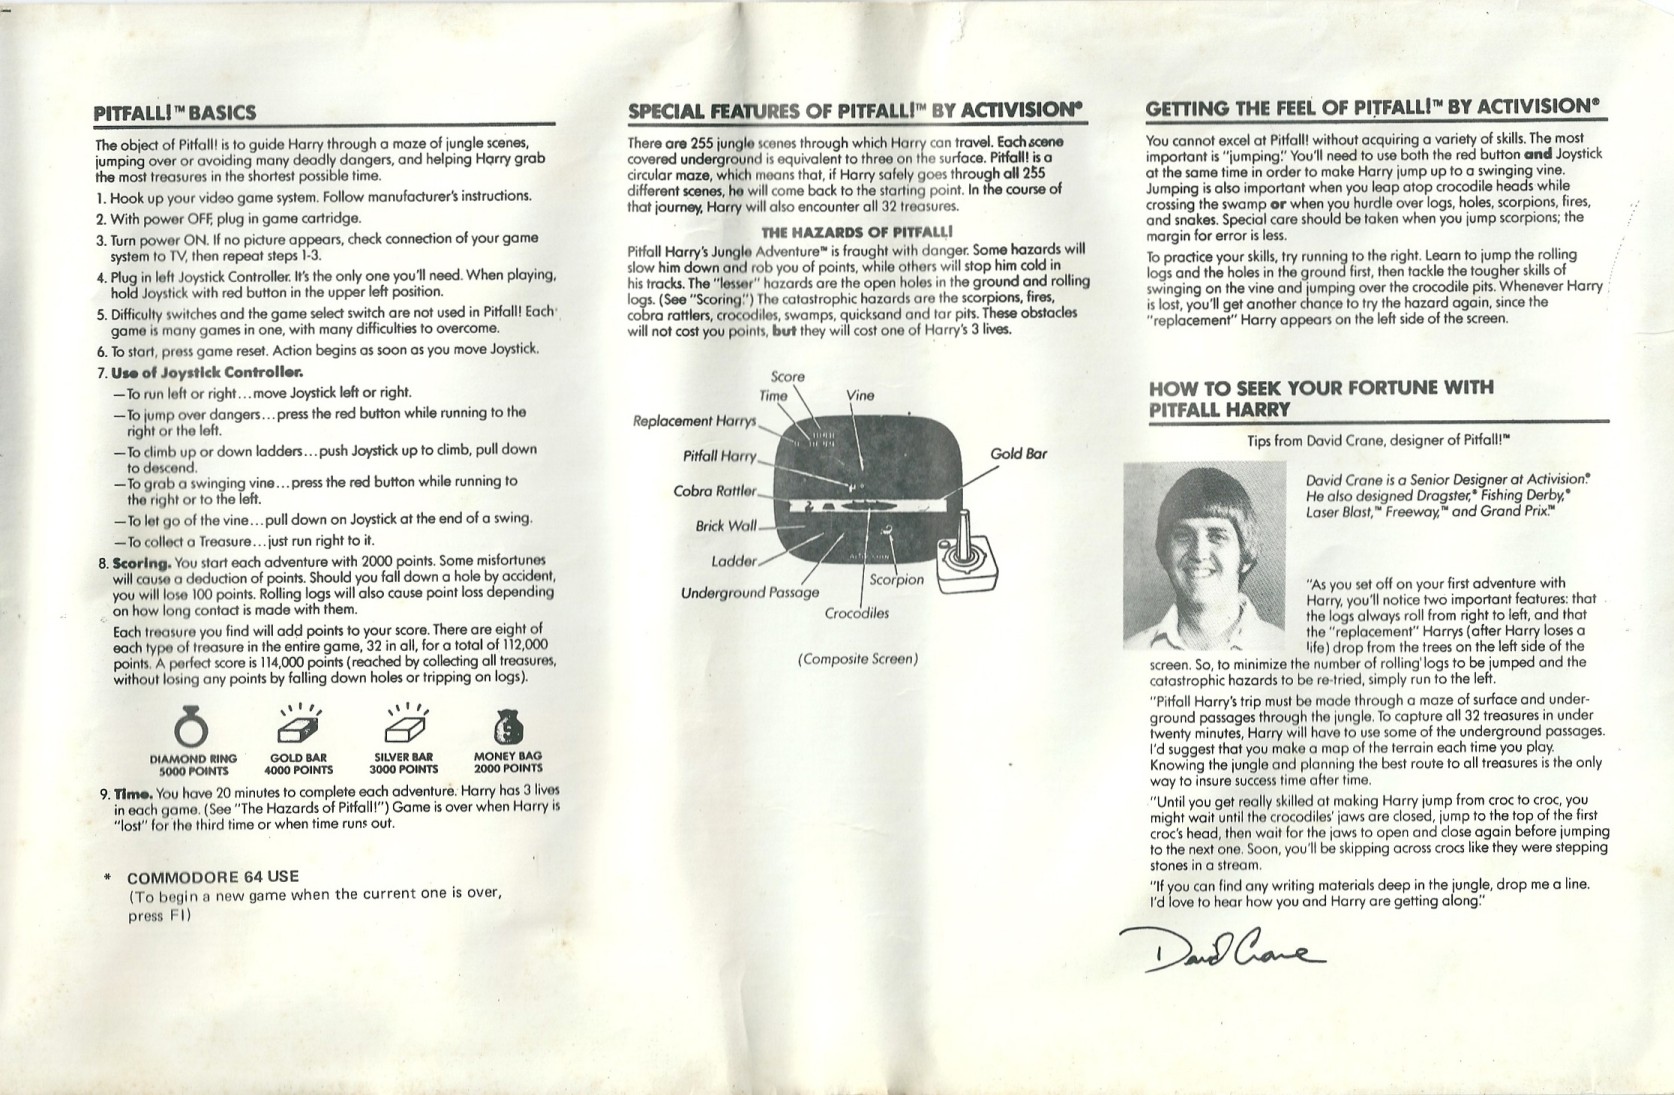 PITFALL!™ BASICS
The object of Pitfall! is to guide Harry through a maze of jungle scenes,
jumping over or avoiding many deadly dangers, and helping Harry grab
the most treasures in the shortest possible time.
1. Hook up your video game system. Follow manufacturer's instructions.
2. With power OFF, plug in game cartridge.
3. Turn power ON. If no picture appears, check connection of your game
system to TV, then repeat steps 1-3.
4. Plug in left Joystick Controller. It's the only one you'll need. When playing,
hold Joystick with red button in the upper left position.
5. Difficulty switches and the game select switch are not used in Pitfall! Each
game is many games in one, with many difficulties to overcome.
6. To start, press game reset. Action begins as soon as you move Joystick.
7. Use of Joystick Controller.
—To run left or right...move Joystick left or right.
—To jump over dangers...press the red button while running to the
right or the left.
—To climb up or down ladders...push Joystick up to climb, pull down
to descend.
—To grab a swinging vine...press the red button while running to
the right or to the left.
—To let go of the vine...pull down on Joystick at the end of a swing.
—To collect a Treasure...just run right to it.
8. Scoring. You start each adventure with 2000 points. Some misfortunes
will cause a deduction of points. Should you fall down a hole by accident,
you will lose 100 points. Rolling logs will also cause point loss depending
on how long contact is made with them.
Each treasure you find will add points to your score. There are eight of
each type of treasure in the entire game, 32 in all, for a total of 112,000
points. A perfect score is 114,000 points (reached by collecting all treasures,
without losing any points by falling down holes or tripping on logs).
DIAMOND RING
5000 POINTS
GOLD BAR
4000 POINTS
SILVER BAR
3000 POINTS
MONEY BAG
2000 POINTS
9. Time. You have 20 minutes to complete each adventure. Harry has 3 lives
in each game. (See "The Hazards of Pitfall!") Game is over when Harry is
"lost" for the third time or when time runs out.
* COMMODORE 64 USE
(To begin a new game when the current one is over,
press F1)
SPECIAL FEATURES OF PITFALL!™ BY ACTIVISION®
There are 255 jungle scenes through which Harry can travel. Each scene
covered underground is equivalent to three on the surface. Pitfall! is a
circular maze, which means that, if Harry safely goes through all 255
different scenes, he will come back to the starting point. In the course of
that journey, Harry will also encounter all 32 treasures.
THE HAZARDS OF PITFALL!
Pitfall Harry's Jungle Adventure™ is fraught with danger. Some hazards will
slow him down and rob you of points, while others will stop him cold in
his tracks. The "lesser" hazards are the open holes in the ground and rolling
logs. (See "Scoring.") The catastrophic hazards are the scorpions, fires,
cobra rattlers, crocodiles, swamps, quicksand and tar pits. These obstacles
will not cost you points, but they will cost one of Harry's 3 lives.
Score
Time
Vine
Replacement Harrys
Pitfall Harry
Gold Bar
Cobra Rattler
Brick Wall
Ladder
Scorpion
Underground Passage
Crocodiles
(Composite Screen)
GETTING THE FEEL OF PITFALL!™ BY ACTIVISION®
You cannot excel at Pitfall! without acquiring a variety of skills. The most
important is "jumping." You'll need to use both the red button and Joystick
at the same time in order to make Harry jump up to a swinging vine.
Jumping is also important when you leap atop crocodile heads while
crossing the swamp or when you hurdle over logs, holes, scorpions, fires,
and snakes. Special care should be taken when you jump scorpions; the
margin for error is less.
To practice your skills, try running to the right. Learn to jump the rolling
logs and the holes in the ground first, then tackle the tougher skills of
swinging on the vine and jumping over the crocodile pits. Whenever Harry
is lost, you'll get another chance to try the hazard again, since the
"replacement" Harry appears on the left side of the screen.
HOW TO SEEK YOUR FORTUNE WITH
PITFALL HARRY
Tips from David Crane, designer of Pitfall!™
David Crane is a Senior Designer at Activision.®
He also designed Dragster,® Fishing Derby,®
Laser Blast,™ Freeway,™ and Grand Prix.™
"As you set off on your first adventure with
Harry, you'll notice two important features: that
the logs always roll from right to left, and that
the "replacement" Harrys (after Harry loses a
life) drop from the trees on the left side of the
screen. So, to minimize the number of rolling logs to be jumped and the
catastrophic hazards to be re-tried, simply run to the left.
"Pitfall Harry's trip must be made through a maze of surface and under-
ground passages through the jungle. To capture all 32 treasures in under
twenty minutes, Harry will have to use some of the underground passages.
I'd suggest that you make a map of the terrain each time you play.
Knowing the jungle and planning the best route to all treasures is the only
way to insure success time after time.
"Until you get really skilled at making Harry jump from croc to croc, you
might wait until the crocodiles' jaws are closed, jump to the top of the first
croc's head, then wait for the jaws to open and close again before jumping
to the next one. Soon, you'll be skipping across crocs like they were stepping
stones in a stream.
"If you can find any writing materials deep in the jungle, drop me a line.
I'd love to hear how you and Harry are getting along."
David Crane